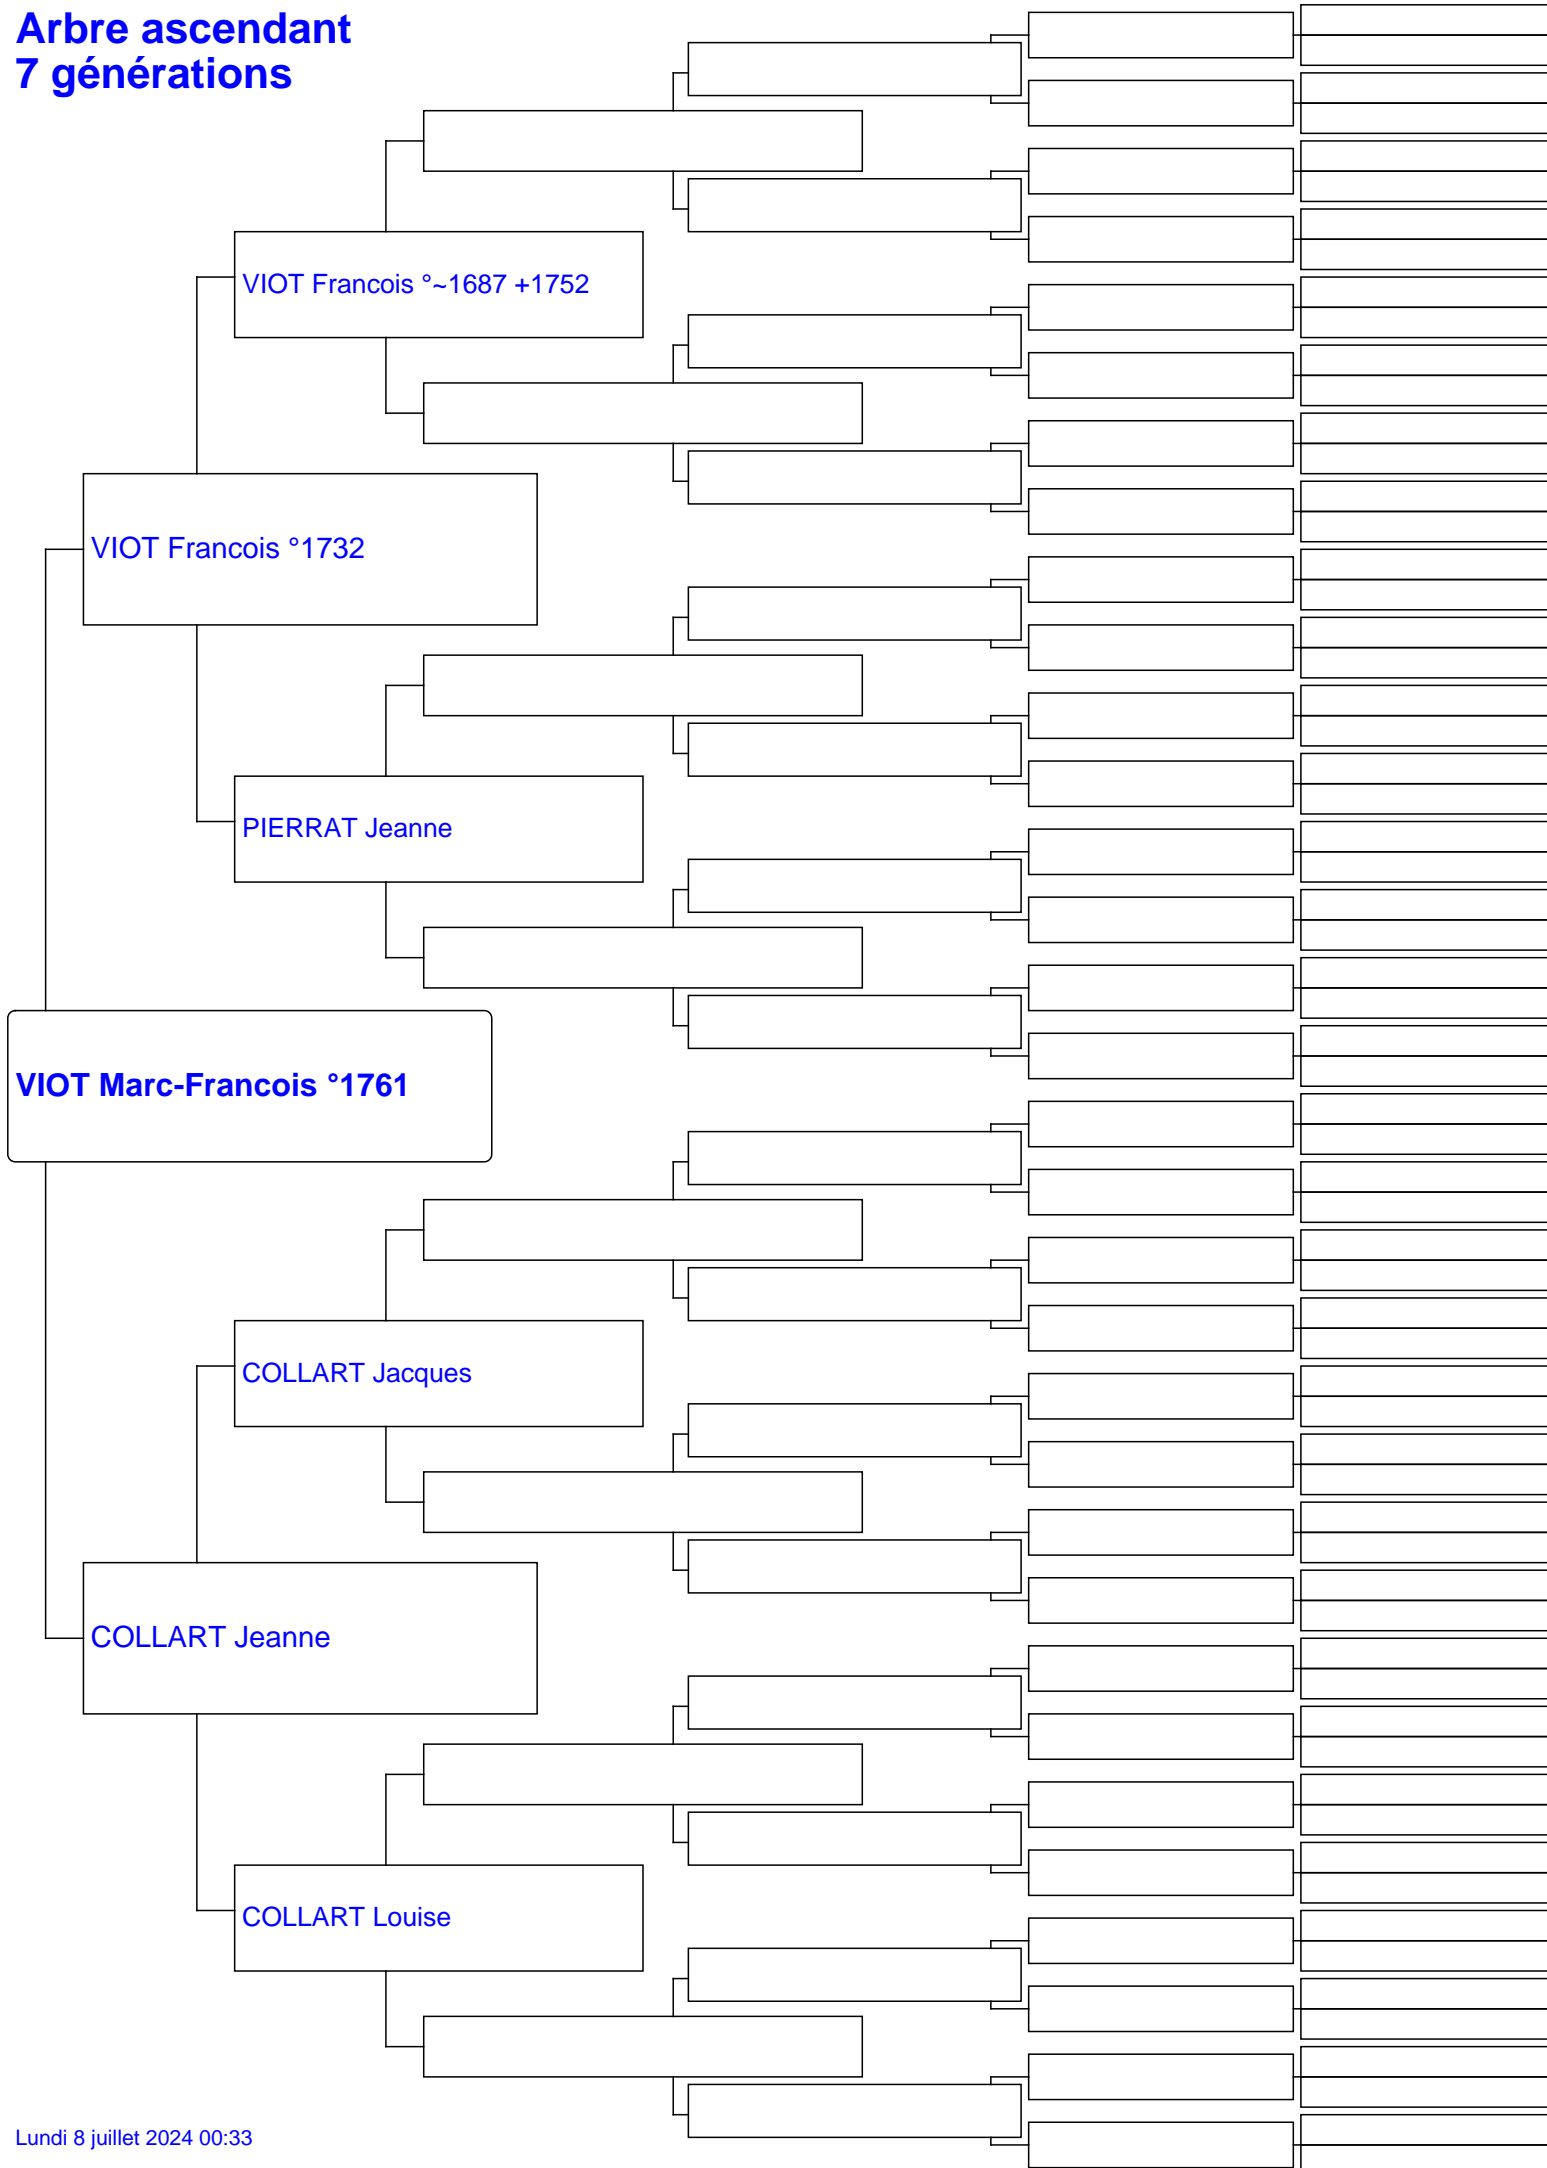 Arbre ascendant
7 générations
VIOT Francois °~1687 +1752
VIOT Francois °1732
PIERRAT Jeanne
VIOT Marc-Francois °1761
COLLART Jacques
COLLART Jeanne
COLLART Louise
Lundi 8 juillet 2024 00:33